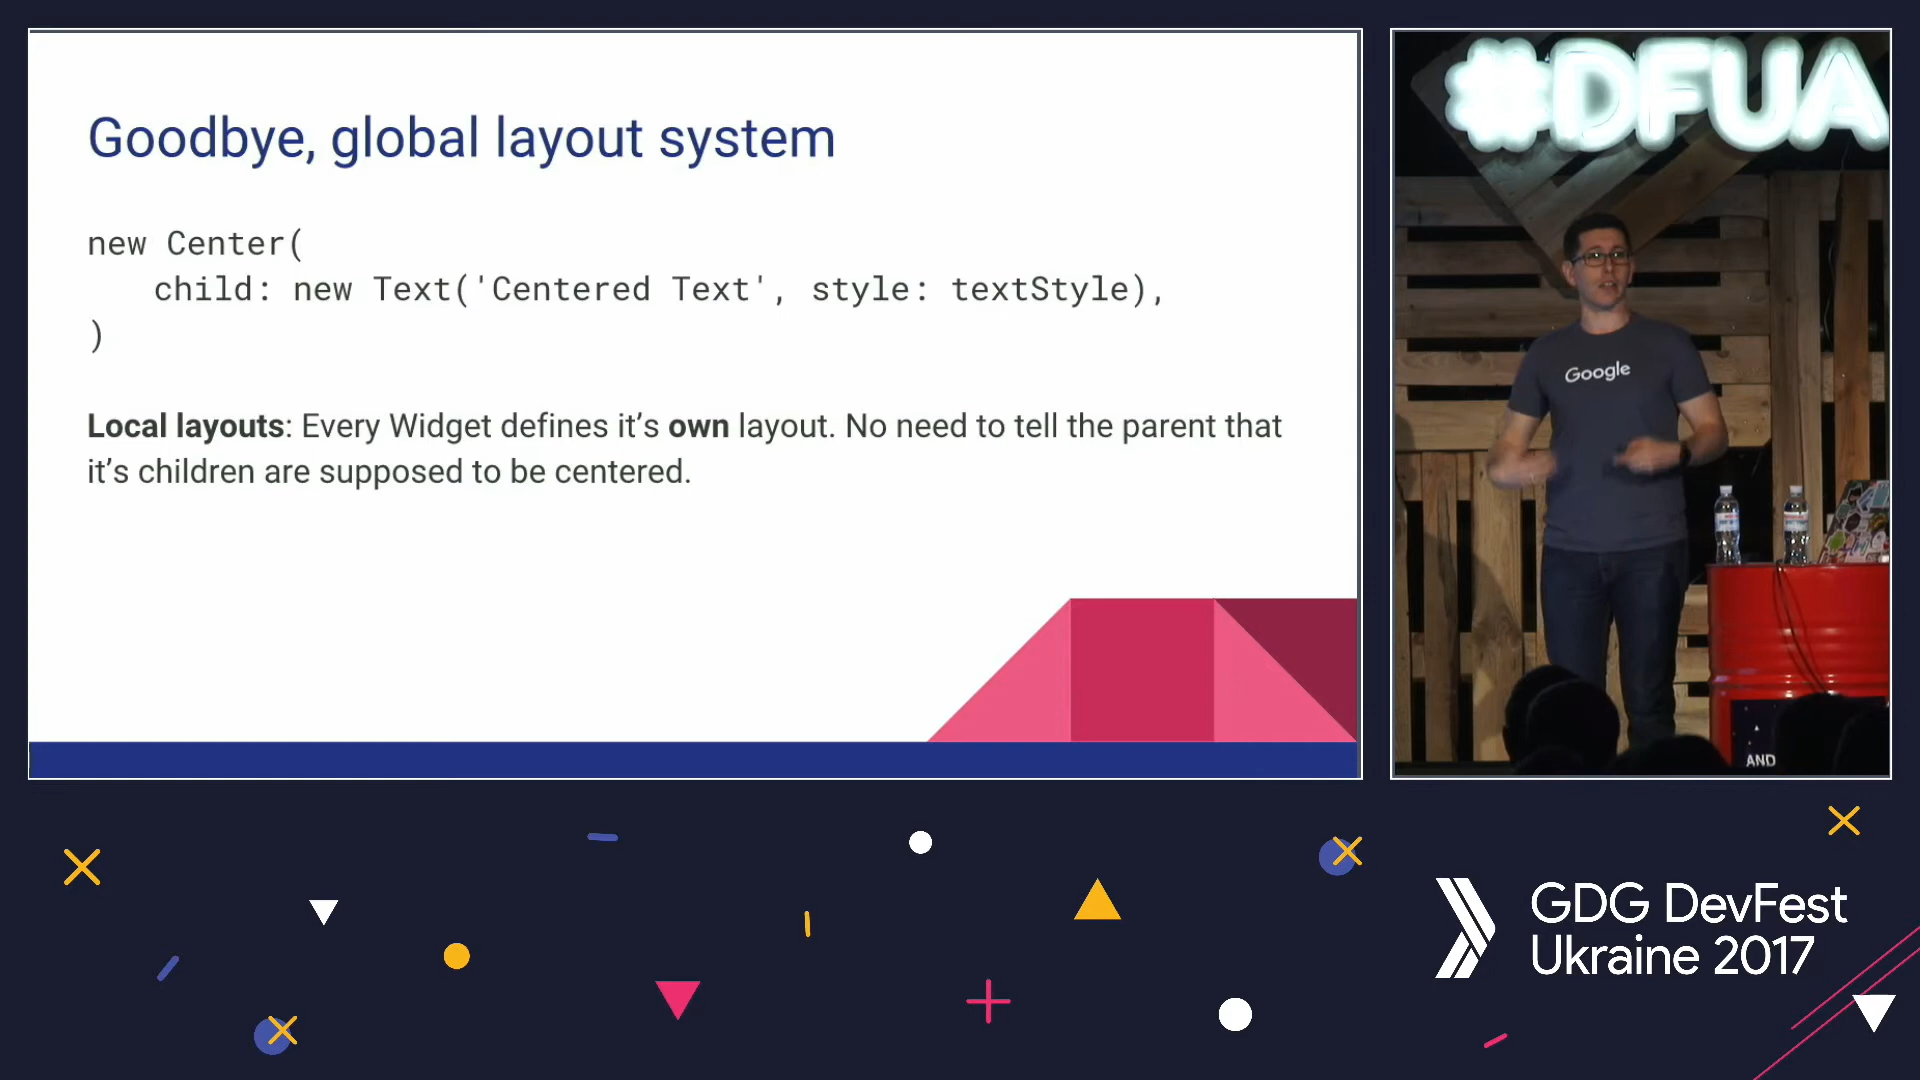 Goodbye, global layout system
new Center(
child: new Text('Centered Text', style: textStyle),
)
Local layouts: Every Widget defines it's own layout. No need to tell the parent that
it's children are supposed to be centered.
#DFUA
Google
AND
GDG DevFest
Ukraine 2017